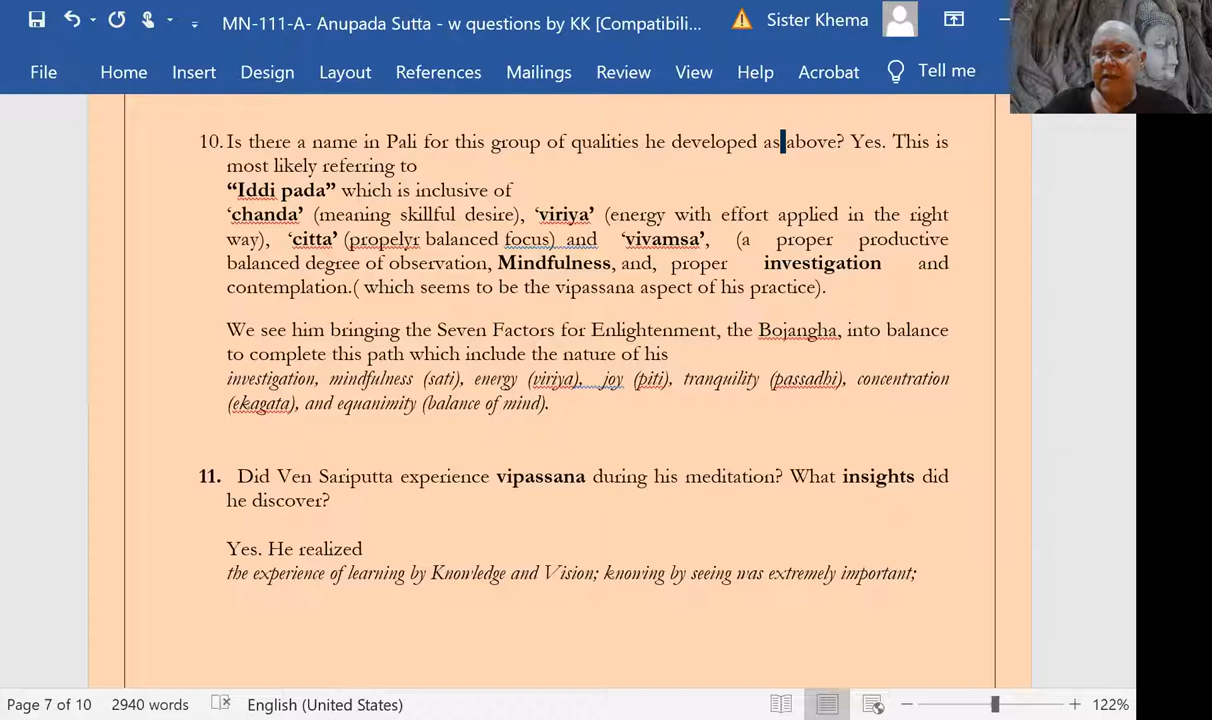 MN-111-A- Anupada Sutta - w questions by KK [Compatibili...
Sister Khema
File Home Insert Design Layout References Mailings Review View Help Acrobat Tell me
10. Is there a name in Pali for this group of qualities he developed as above? Yes. This is
most likely referring to
“Iddi pada” which is inclusive of
‘chanda’ (meaning skillful desire), ‘viriya’ (energy with effort applied in the right
way), ‘citta’ (propelyr balanced focus) and ‘vivamsa’, (a proper productive
balanced degree of observation, Mindfulness, and, proper investigation and
contemplation.( which seems to be the vipassana aspect of his practice).
We see him bringing the Seven Factors for Enlightenment, the Bojangha, into balance
to complete this path which include the nature of his
investigation, mindfulness (sati), energy (viriya), joy (piti), tranquility (passadhi), concentration
(ekagata), and equanimity (balance of mind).
11. Did Ven Sariputta experience vipassana during his meditation? What insights did
he discover?
Yes. He realized
the experience of learning by Knowledge and Vision; knowing by seeing was extremely important;
Page 7 of 10 2940 words English (United States) 122%